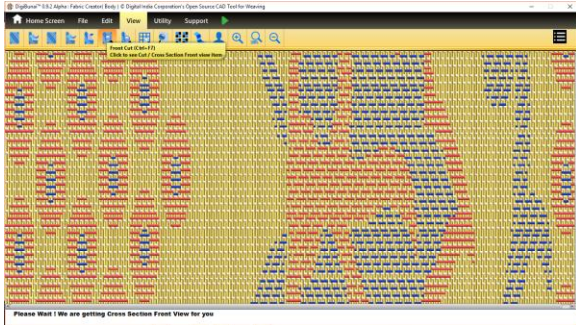 DigiBunai™ 0.9.2 Alpha : Fabric Creator| Body | © Digital India Corporation's Open Source CAD Tool for Weaving
Home Screen File Edit View Utility Support
Front Cut (Ctrl+F7)
Click to see Cut / Cross Section Front view item
Please Wait ! We are getting Cross Section Front View for you